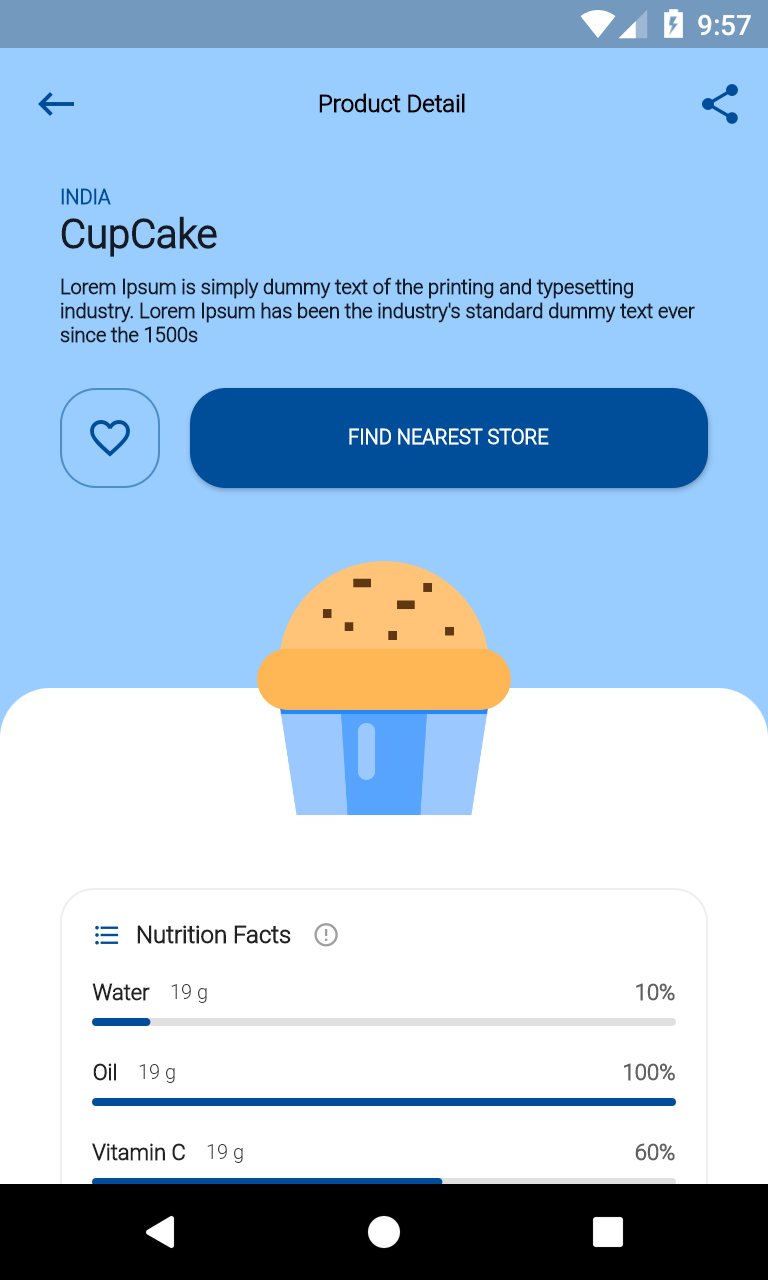 9:57
Product Detail
INDIA
CupCake
Lorem Ipsum is simply dummy text of the printing and typesetting
industry. Lorem Ipsum has been the industry's standard dummy text ever
since the 1500s
FIND NEAREST STORE
Nutrition Facts
Water 19 g 10%
Oil 19 g 100%
Vitamin C 19 g 60%